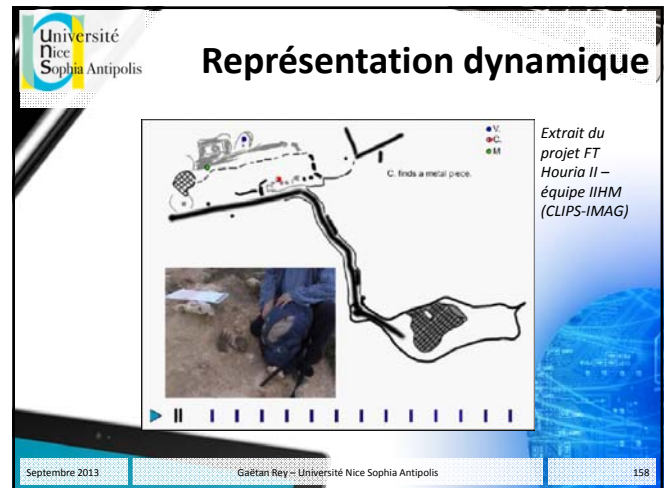 Université
Nice
Sophia Antipolis
Représentation dynamique
V.
C.
M
C. finds a metal piece.
Extrait du
projet FT
Houria II –
équipe IIHM
(CLIPS-IMAG)
Septembre 2013
Gaëtan Rey – Université Nice Sophia Antipolis
158